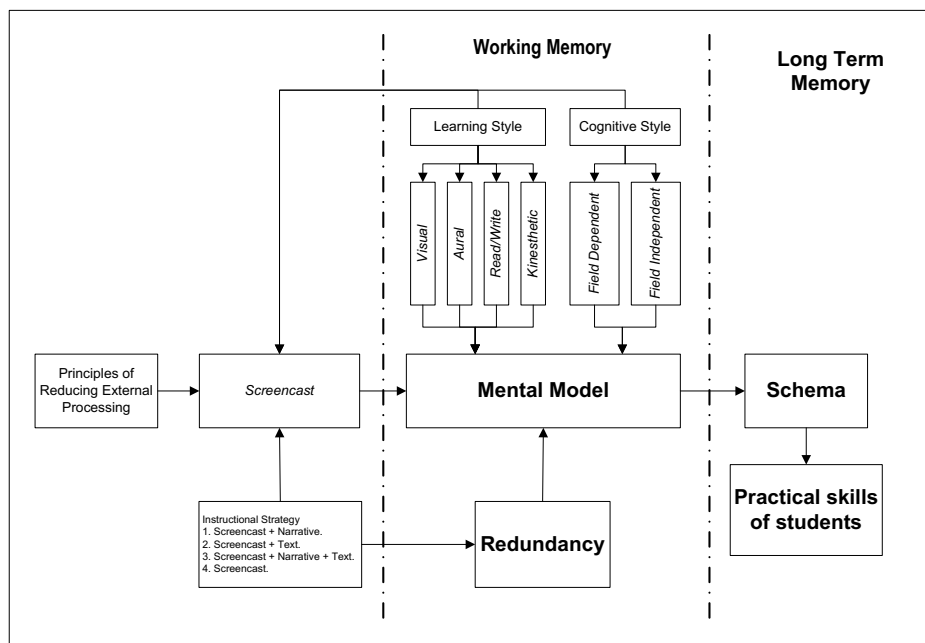 Working Memory
Long Term
Memory
Learning Style
Cognitive Style
Visual
Aural
Read/Write
Kinesthetic
Field Dependent
Field Independent
Principles of
Reducing External
Processing
Screencast
Mental Model
Schema
Instructional Strategy
1. Screencast + Narrative.
2. Screencast + Text.
3. Screencast + Narrative + Text.
4. Screencast.
Redundancy
Practical skills
of students